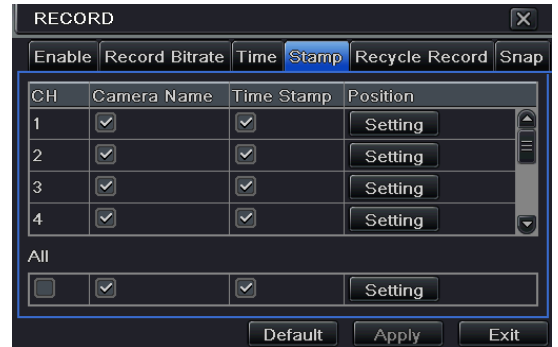 RECORD
Enable Record Bitrate Time Stamp Recycle Record Snap
CH Camera Name Time Stamp Position
1 Setting
2 Setting
3 Setting
4 Setting
All
Setting
Default Apply Exit